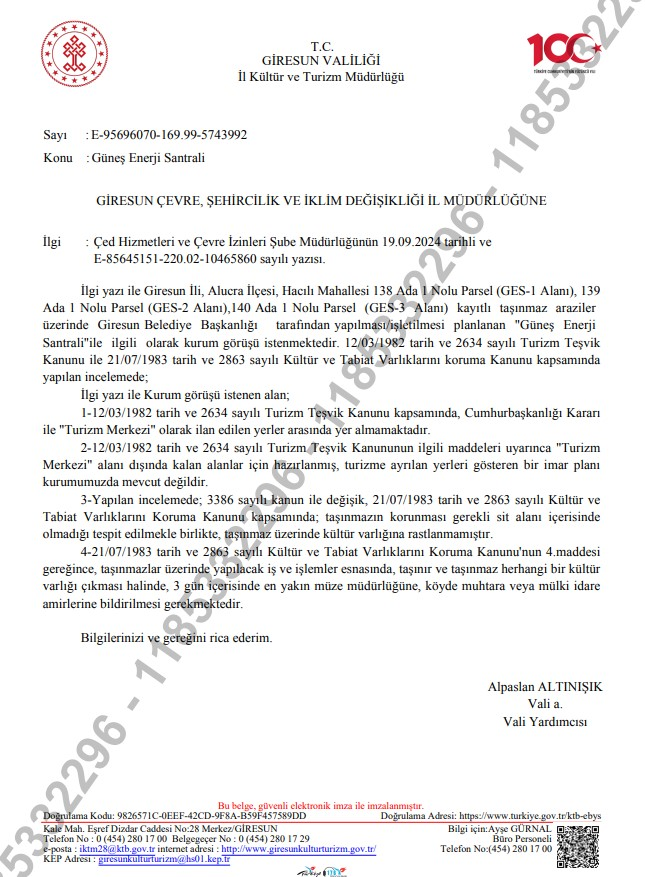 T.C.
GİRESUN VALİLİĞİ
İl Kültür ve Turizm Müdürlüğü
100
TÜRKİYE CUMHURİYETİ'NİN YÜZÜNCÜ YILI
Sayı : E-95696070-169.99-5743992
Konu : Güneş Enerji Santrali
GİRESUN ÇEVRE, ŞEHİRCİLİK VE İKLİM DEĞİŞİKLİĞİ İL MÜDÜRLÜĞÜNE
İlgi : Çed Hizmetleri ve Çevre İzinleri Şube Müdürlüğünün 19.09.2024 tarihli ve
E-85645151-220.02-10465860 sayılı yazısı.
İlgi yazı ile Giresun İli, Alucra İlçesi, Hacılı Mahallesi 138 Ada 1 Nolu Parsel (GES-1 Alanı), 139
Ada 1 Nolu Parsel (GES-2 Alanı),140 Ada 1 Nolu Parsel (GES-3 Alanı) kayıtlı taşınmaz araziler
üzerinde Giresun Belediye Başkanlığı tarafından yapılması/işletilmesi planlanan "Güneş Enerji
Santrali"ile ilgili olarak kurum görüşü istenmektedir. 12/03/1982 tarih ve 2634 sayılı Turizm Teşvik
Kanunu ile 21/07/1983 tarih ve 2863 sayılı Kültür ve Tabiat Varlıklarını koruma Kanunu kapsamında
yapılan incelemede;
İlgi yazı ile Kurum görüşü istenen alan;
1-12/03/1982 tarih ve 2634 sayılı Turizm Teşvik Kanunu kapsamında, Cumhurbaşkanlığı Kararı
ile "Turizm Merkezi" olarak ilan edilen yerler arasında yer almamaktadır.
2-12/03/1982 tarih ve 2634 sayılı Turizm Teşvik Kanununun ilgili maddeleri uyarınca "Turizm
Merkezi" alanı dışında kalan alanlar için hazırlanmış, turizme ayrılan yerleri gösteren bir imar planı
kurumumuzda mevcut değildir.
3-Yapılan incelemede; 3386 sayılı kanun ile değişik, 21/07/1983 tarih ve 2863 sayılı Kültür ve
Tabiat Varlıklarını Koruma Kanunu kapsamında; taşınmazın korunması gerekli sit alanı içerisinde
olmadığı tespit edilmekle birlikte, taşınmaz üzerinde kültür varlığına rastlanmamıştır.
4-21/07/1983 tarih ve 2863 sayılı Kültür ve Tabiat Varlıklarını Koruma Kanunu'nun 4.maddesi
gereğince, taşınmazlar üzerinde yapılacak iş ve işlemler esnasında, taşınır ve taşınmaz herhangi bir kültür
varlığı çıkması halinde, 3 gün içerisinde en yakın müze müdürlüğüne, köyde muhtara veya mülki idare
amirlerine bildirilmesi gerekmektedir.
Bilgilerinizi ve gereğini rica ederim.
Alpaslan ALTINIŞIK
Vali a.
Vali Yardımcısı
Bu belge, güvenli elektronik imza ile imzalanmıştır.
Doğrulama Kodu: 9826571C-0EEF-42CD-9F8A-B59F457589DD Doğrulama Adresi: https://www.turkiye.gov.tr/ktb-ebys
Kale Mah. Eşref Dizdar Caddesi No:28 Merkez/GİRESUN Bilgi için:Ayşe GÜRNAL
Telefon No : 0 (454) 280 17 00 Belgegeçer No : 0 (454) 280 17 29 Büro Personeli
e-posta : iktm28@ktb.gov.tr internet adresi : http://www.giresunkulturturizm.gov.tr/ Telefon No:(454) 280 17 00
KEP Adresi : giresunkulturturizm@hs01.kep.tr
5332296 - 1185332296 - 1185332296 - 1185332296